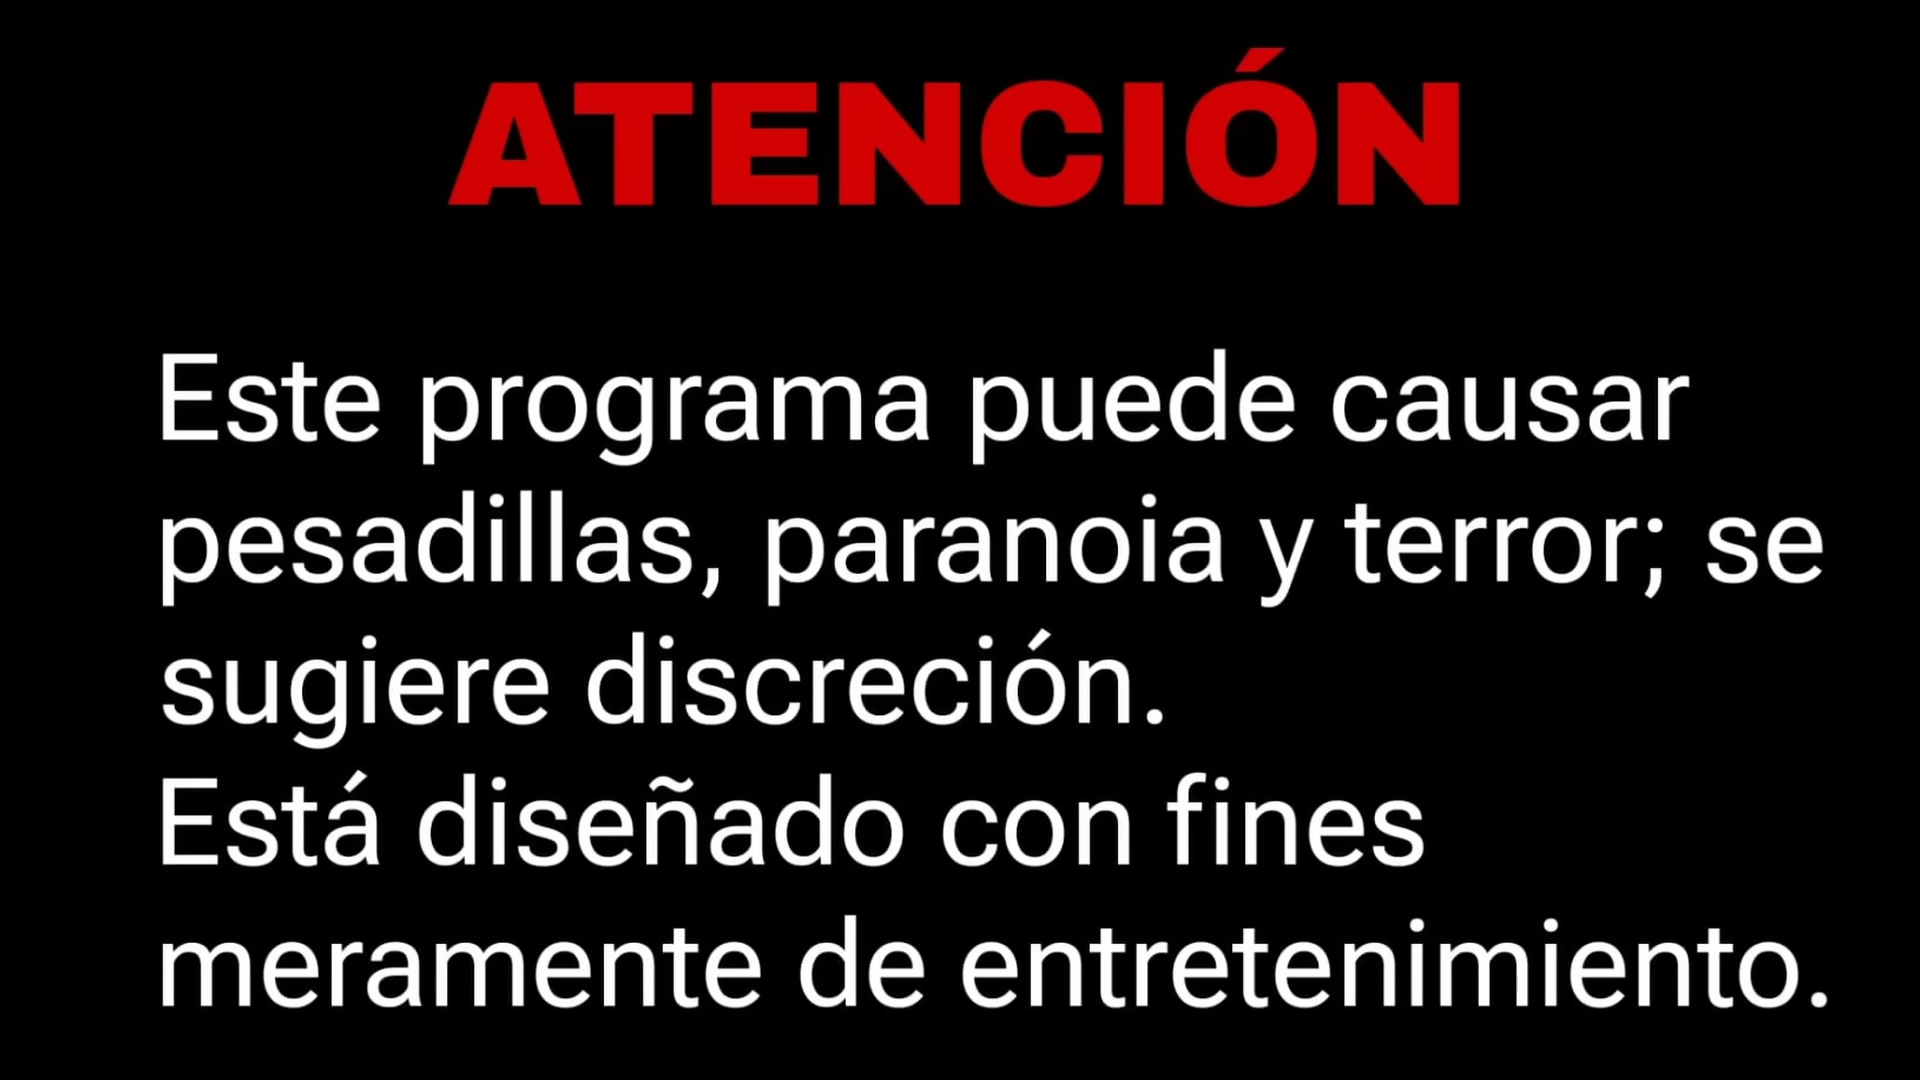 ATENCIÓN
Este programa puede causar
pesadillas, paranoia y terror; se
sugiere discreción.
Está diseñado con fines
meramente de entretenimiento.